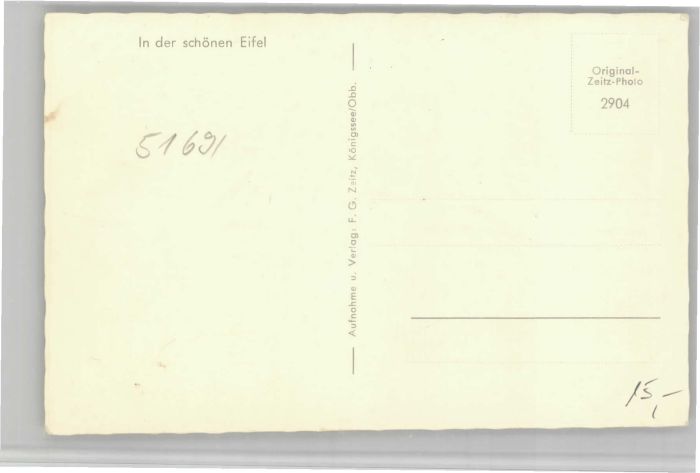 In der schönen Eifel
51691
Aufnahme u. Verlag: F. G. Zeitz, Königssee/Obb.
Original-
Zeitz-Photo
2904
15,-